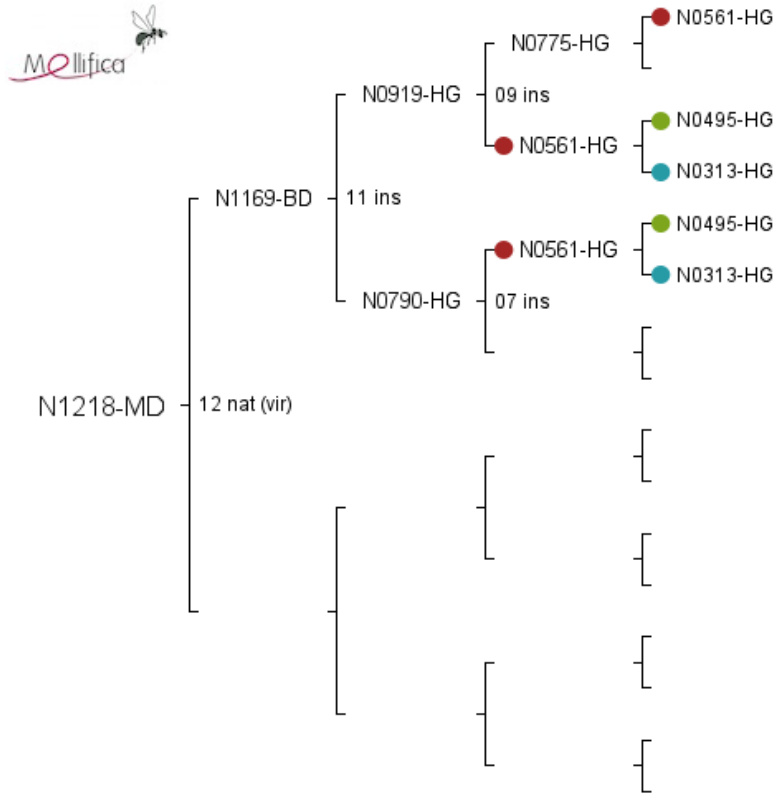 Mellifica
N0561-HG
N0775-HG
N0919-HG
09 ins
N0495-HG
N0561-HG
N0313-HG
N1169-BD
11 ins
N0495-HG
N0561-HG
N0313-HG
N0790-HG
07 ins
N1218-MD
12 nat (vir)